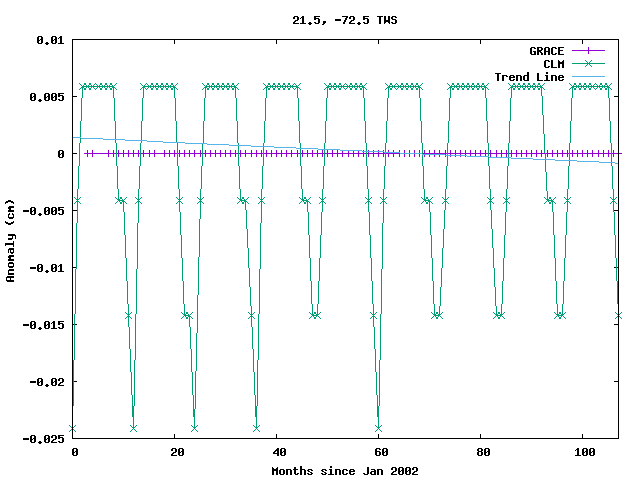 21.5, -72.5 TWS
GRACE
CLM
Trend Line
0.01
0.005
0
-0.005
-0.01
-0.015
-0.02
-0.025
Anomaly (cm)
0 20 40 60 80 100
Months since Jan 2002